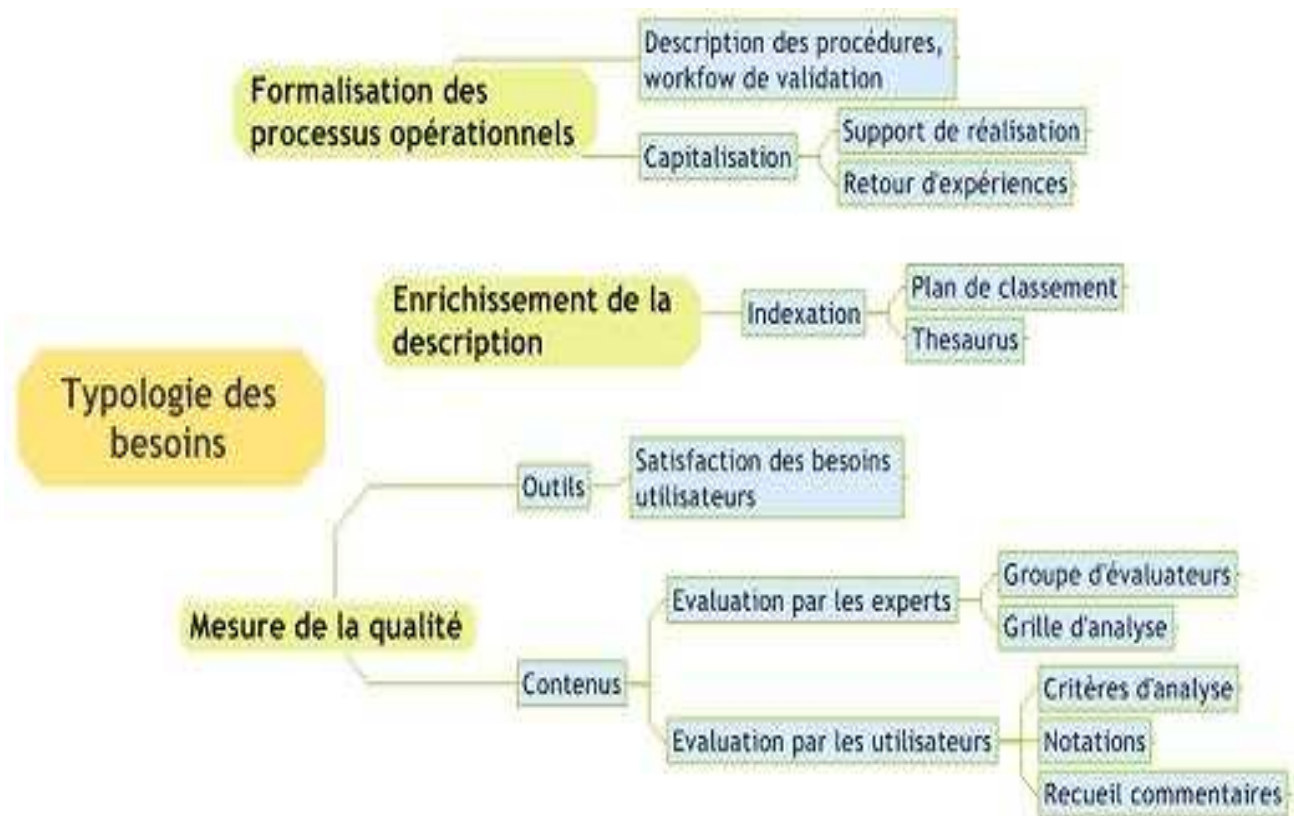 Formalisation des
processus opérationnels
Description des procédures,
workfow de validation
Capitalisation
Support de réalisation
Retour d'expériences
Enrichissement de la
description
Indexation
Plan de classement
Thesaurus
Typologie des
besoins
Mesure de la qualité
Outils
Satisfaction des besoins
utilisateurs
Contenus
Evaluation par les experts
Groupe d'évaluateurs
Grille d'analyse
Evaluation par les utilisateurs
Critères d'analyse
Notations
Recueil commentaires